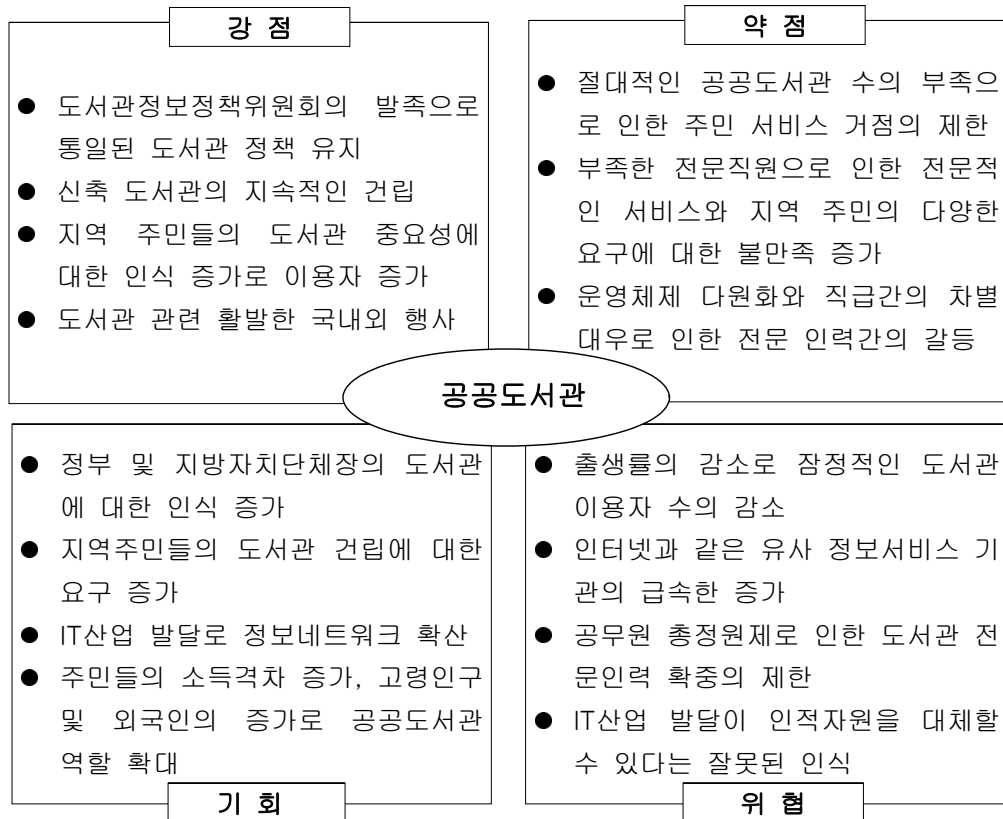 강 점
● 도서관정보정책위원회의 발족으로
통일된 도서관 정책 유지
● 신축 도서관의 지속적인 건립
● 지역 주민들의 도서관 중요성에
대한 인식 증가로 이용자 증가
● 도서관 관련 활발한 국내외 행사
약 점
● 절대적인 공공도서관 수의 부족으
로 인한 주민 서비스 거점의 제한
● 부족한 전문직원으로 인한 전문적
인 서비스와 지역 주민의 다양한
요구에 대한 불만족 증가
● 운영체제 다원화와 직급간의 차별
대우로 인한 전문 인력간의 갈등
공공도서관
● 정부 및 지방자치단체장의 도서관
에 대한 인식 증가
● 지역주민들의 도서관 건립에 대한
요구 증가
● IT산업 발달로 정보네트워크 확산
● 주민들의 소득격차 증가, 고령인구
및 외국인의 증가로 공공도서관
역할 확대
기 회
● 출생률의 감소로 잠정적인 도서관
이용자 수의 감소
● 인터넷과 같은 유사 정보서비스 기
관의 급속한 증가
● 공무원 총정원제로 인한 도서관 전
문인력 확중의 제한
● IT산업 발달이 인적자원을 대체할
수 있다는 잘못된 인식
위 협